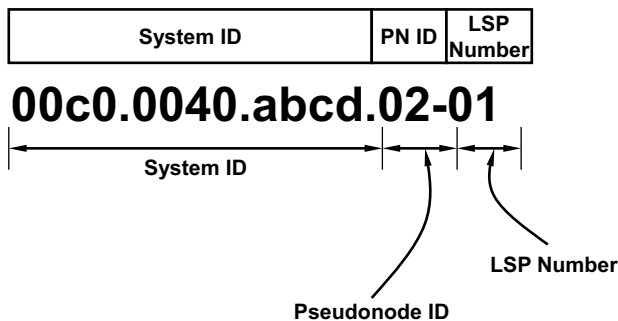 System ID PN ID LSP Number
00c0.0040.abcd.02-01
System ID
LSP Number
Pseudonode ID